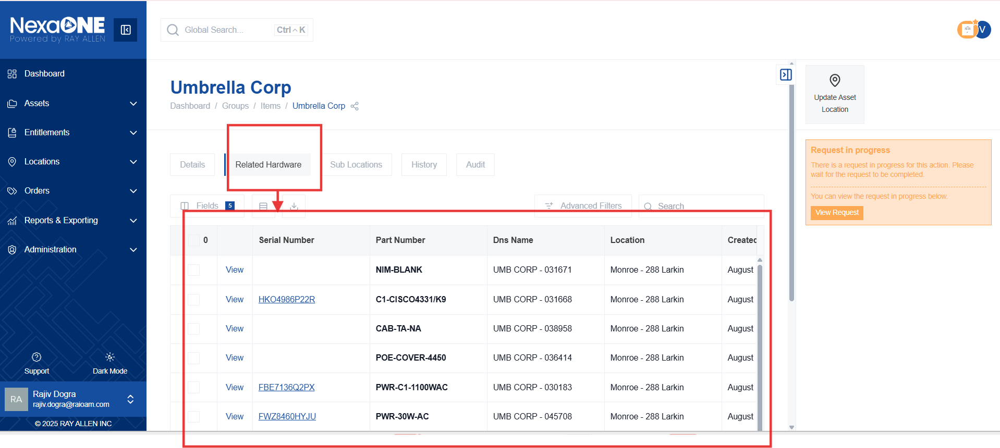 NexaONE
Powered by RAY ALLEN
Global Search...
Ctrl ^ K
V
Dashboard
Assets
Entitlements
Locations
Orders
Reports & Exporting
Administration
Support
Dark Mode
RA
Rajiv Dogra
rajiv.dogra@raioam.com
© 2025 RAY ALLEN INC
Umbrella Corp
Dashboard / Groups / Items / Umbrella Corp
Details
Related Hardware
Sub Locations
History
Audit
Fields 5
Advanced Filters
Search
0 Serial Number Part Number Dns Name Location Created
View NIM-BLANK UMB CORP - 031671 Monroe - 288 Larkin August
View HKO4986P22R C1-CISCO4331/K9 UMB CORP - 031668 Monroe - 288 Larkin August
View CAB-TA-NA UMB CORP - 038958 Monroe - 288 Larkin August
View POE-COVER-4450 UMB CORP - 036414 Monroe - 288 Larkin August
View FBE7136Q2PX PWR-C1-1100WAC UMB CORP - 030183 Monroe - 288 Larkin August
View FWZ8460HYJU PWR-30W-AC UMB CORP - 045708 Monroe - 288 Larkin August
Update Asset
Location
Request in progress
There is a request in progress for this action. Please
wait for the request to be completed.
You can view the request in progress below.
View Request